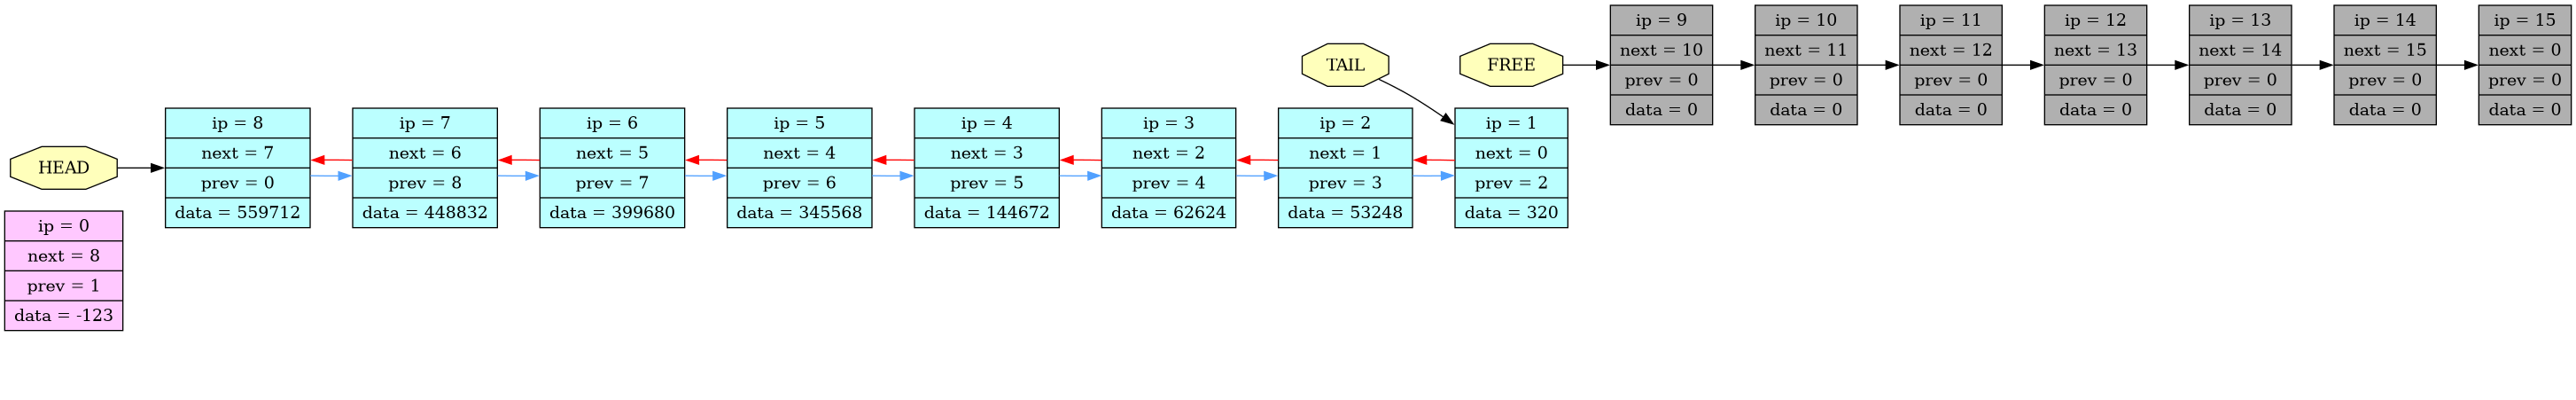 HEAD
ip = 0
next = 8
prev = 1
data = -123
ip = 8
next = 7
prev = 0
data = 559712
ip = 7
next = 6
prev = 8
data = 448832
ip = 6
next = 5
prev = 7
data = 399680
ip = 5
next = 4
prev = 6
data = 345568
ip = 4
next = 3
prev = 5
data = 144672
ip = 3
next = 2
prev = 4
data = 62624
TAIL
ip = 2
next = 1
prev = 3
data = 53248
FREE
ip = 1
next = 0
prev = 2
data = 320
ip = 9
next = 10
prev = 0
data = 0
ip = 10
next = 11
prev = 0
data = 0
ip = 11
next = 12
prev = 0
data = 0
ip = 12
next = 13
prev = 0
data = 0
ip = 13
next = 14
prev = 0
data = 0
ip = 14
next = 15
prev = 0
data = 0
ip = 15
next = 0
prev = 0
data = 0